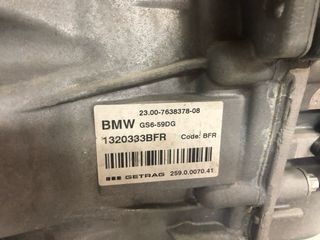 23.00-7638378-08
BMW GS6-59DG
1320333BFR Code: BFR
GETRAG 259.0.0070.41